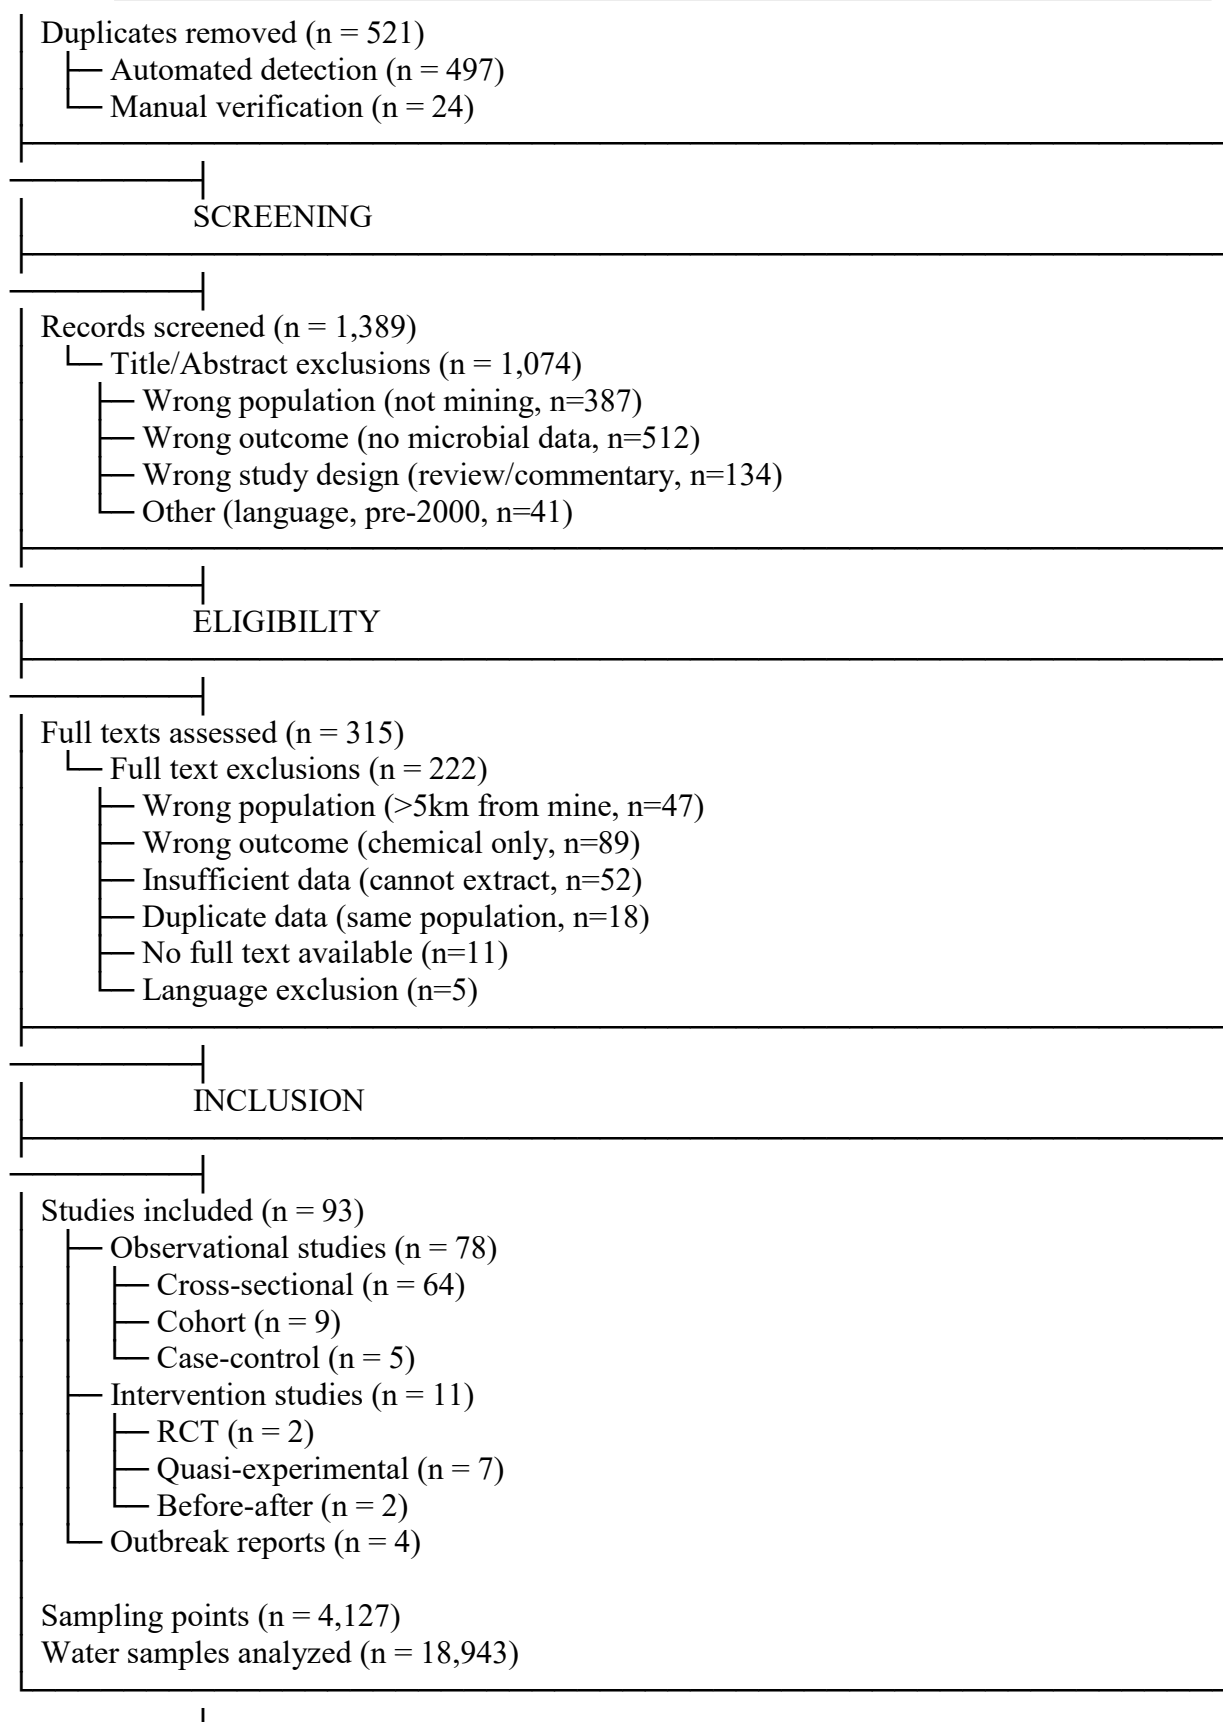 Duplicates removed (n = 521)
Automated detection (n = 497)
Manual verification (n = 24)
SCREENING
Records screened (n = 1,389)
Title/Abstract exclusions (n = 1,074)
Wrong population (not mining, n=387)
Wrong outcome (no microbial data, n=512)
Wrong study design (review/commentary, n=134)
Other (language, pre-2000, n=41)
ELIGIBILITY
Full texts assessed (n = 315)
Full text exclusions (n = 222)
Wrong population (>5km from mine, n=47)
Wrong outcome (chemical only, n=89)
Insufficient data (cannot extract, n=52)
Duplicate data (same population, n=18)
No full text available (n=11)
Language exclusion (n=5)
INCLUSION
Studies included (n = 93)
Observational studies (n = 78)
Cross-sectional (n = 64)
Cohort (n = 9)
Case-control (n = 5)
Intervention studies (n = 11)
RCT (n = 2)
Quasi-experimental (n = 7)
Before-after (n = 2)
Outbreak reports (n = 4)
Sampling points (n = 4,127)
Water samples analyzed (n = 18,943)